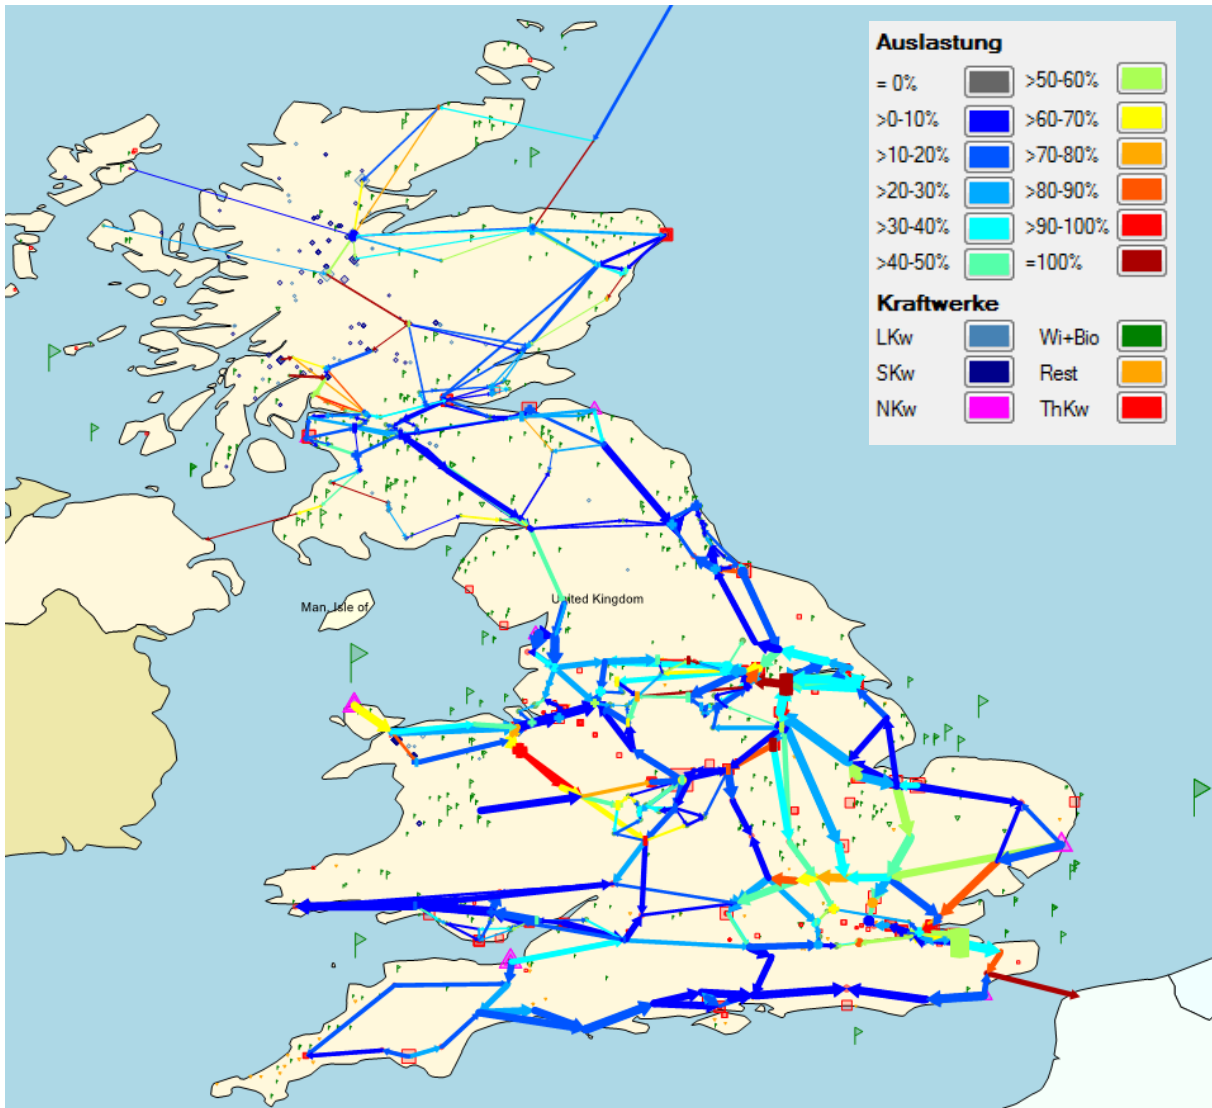 Auslastung
= 0% >50-60%
>0-10% >60-70%
>10-20% >70-80%
>20-30% >80-90%
>30-40% >90-100%
>40-50% =100%
Kraftwerke
LKw Wi+Bio
SKw Rest
NKw ThKw
United Kingdom
Man, Isle of